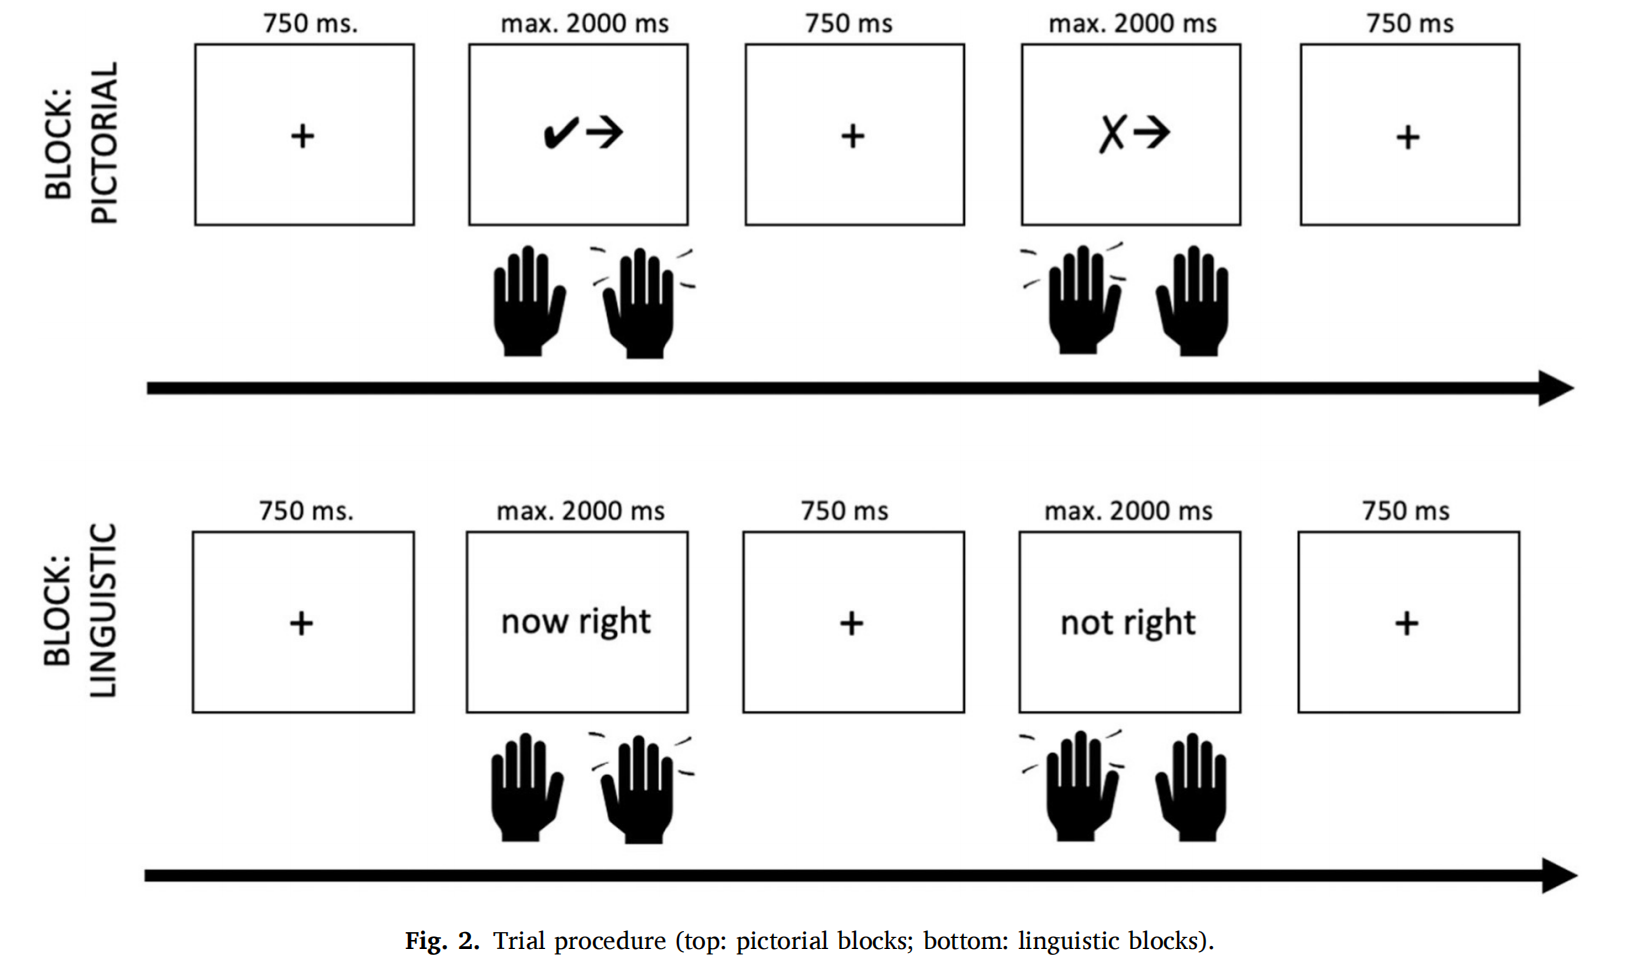 BLOCK:
PICTORIAL
750 ms.
max. 2000 ms
750 ms
max. 2000 ms
750 ms
+
✔→
+
✗→
+
BLOCK:
LINGUISTIC
750 ms.
max. 2000 ms
750 ms
max. 2000 ms
750 ms
+
now right
+
not right
+
Fig. 2. Trial procedure (top: pictorial blocks; bottom: linguistic blocks).